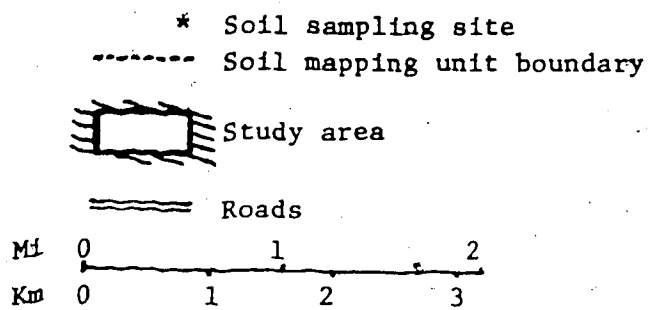 * Soil sampling site
Soil mapping unit boundary
Study area
Roads
Mi 0 1 2
Km 0 1 2 3